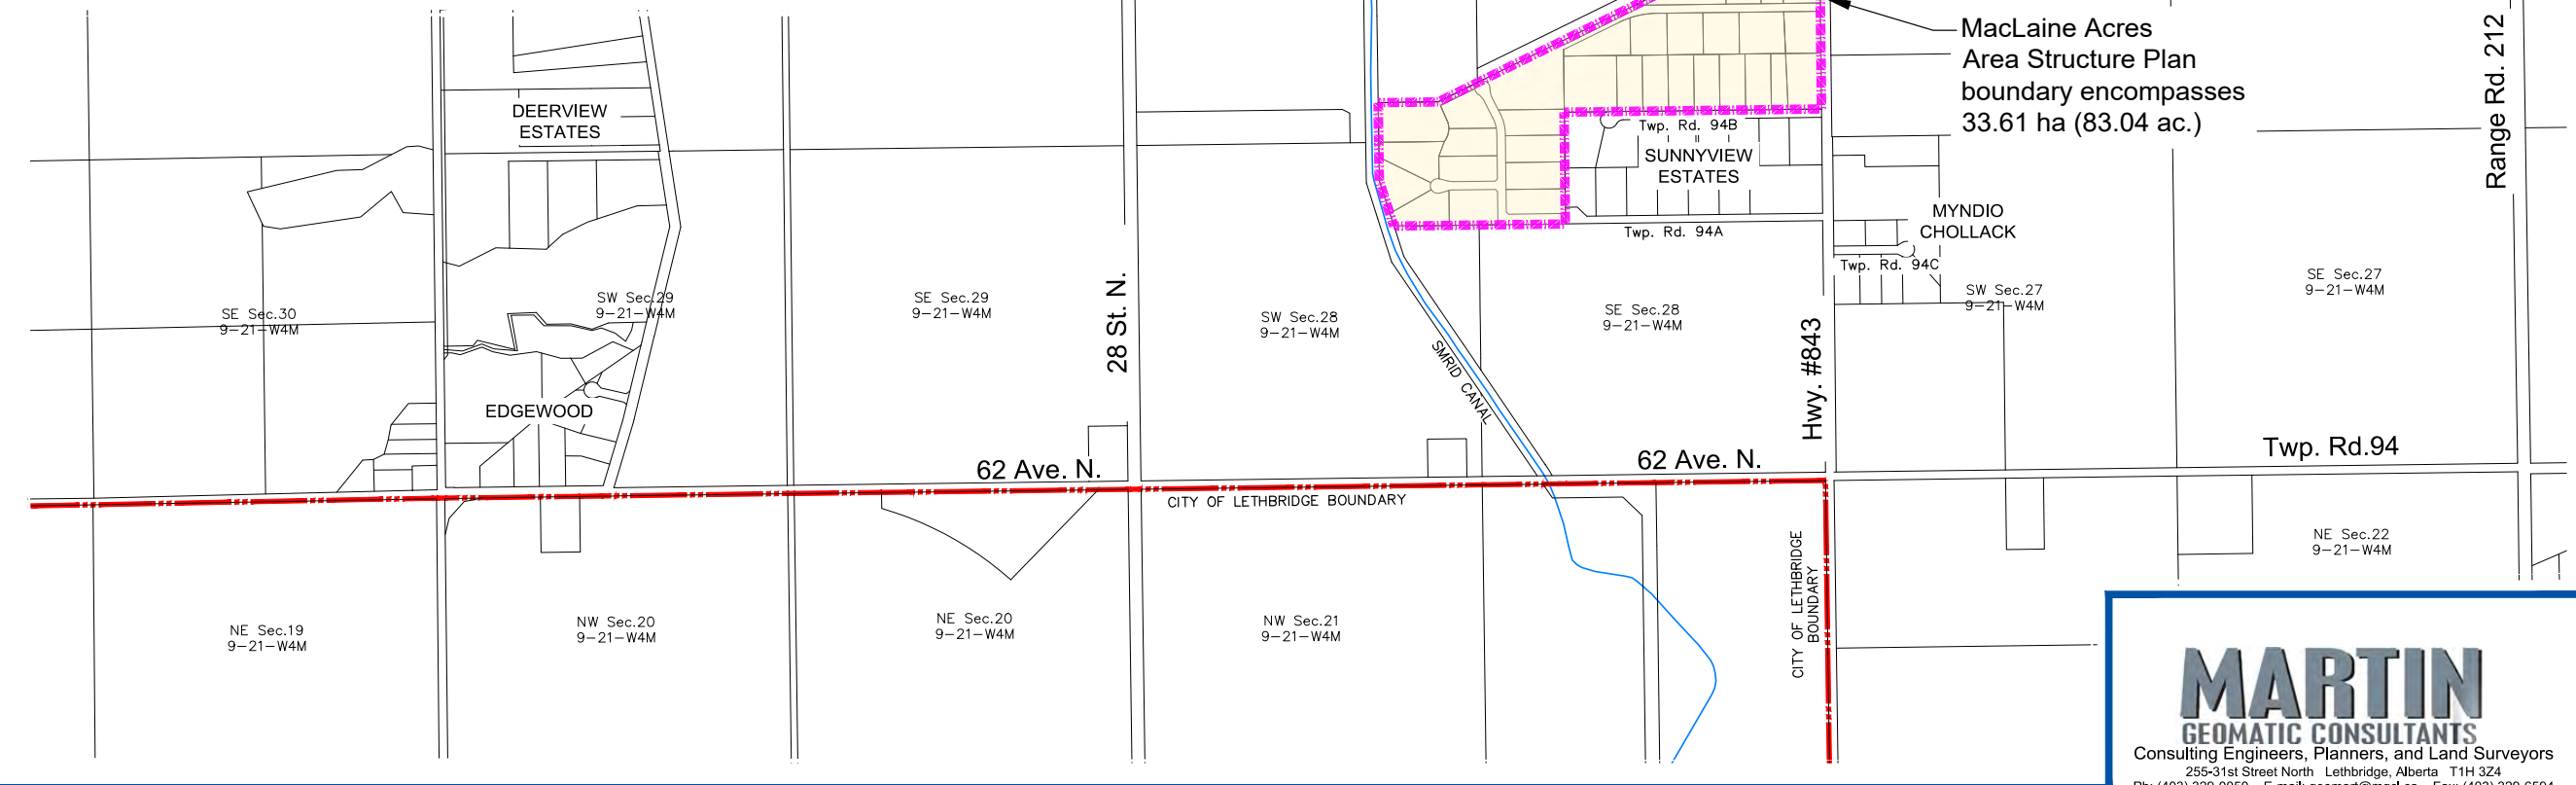 MacLaine Acres
Area Structure Plan
boundary encompasses
33.61 ha (83.04 ac.)
Range Rd. 212
DEERVIEW
ESTATES
Twp. Rd. 94B
SUNNYVIEW
ESTATES
Twp. Rd. 94A
MYNDIO
CHOLLACK
Twp. Rd. 94C
SE Sec.30
9-21-W4M
SW Sec.29
9-21-W4M
SE Sec.29
9-21-W4M
28 St. N.
SW Sec.28
9-21-W4M
SE Sec.28
9-21-W4M
SW Sec.27
9-21-W4M
SE Sec.27
9-21-W4M
SMRID CANAL
Hwy. #843
EDGEWOOD
62 Ave. N.
62 Ave. N.
Twp. Rd.94
CITY OF LETHBRIDGE BOUNDARY
CITY OF LETHBRIDGE
BOUNDARY
NE Sec.22
9-21-W4M
NE Sec.19
9-21-W4M
NW Sec.20
9-21-W4M
NE Sec.20
9-21-W4M
NW Sec.21
9-21-W4M
MARTIN
GEOMATIC CONSULTANTS
Consulting Engineers, Planners, and Land Surveyors
255-31st Street North Lethbridge, Alberta T1H 3Z4